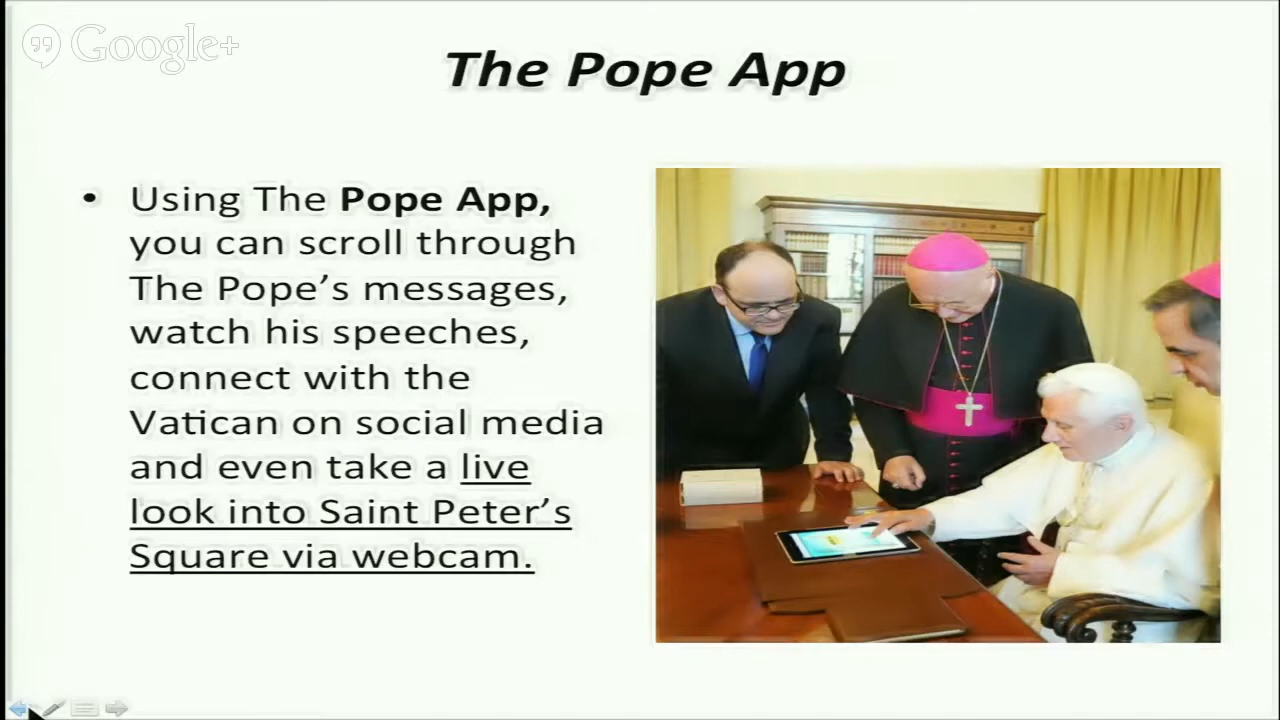 Google+
The Pope App
• Using The Pope App,
you can scroll through
The Pope’s messages,
watch his speeches,
connect with the
Vatican on social media
and even take a live
look into Saint Peter’s
Square via webcam.